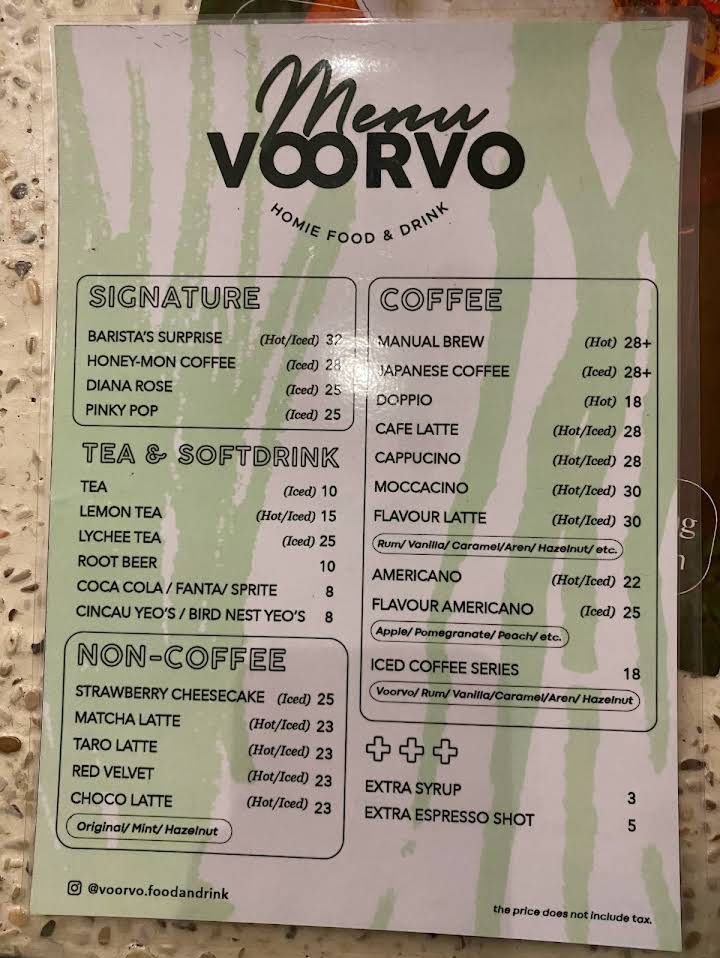 Menu
VOORVO
HOMIE FOOD & DRINK
SIGNATURE
BARISTA'S SURPRISE (Hot/Iced) 32
HONEY-MON COFFEE (Iced) 28
DIANA ROSE (Iced) 25
PINKY POP (Iced) 25
TEA & SOFTDRINK
TEA (Iced) 10
LEMON TEA (Hot/Iced) 15
LYCHEE TEA (Iced) 25
ROOT BEER 10
COCA COLA / FANTA/ SPRITE 8
CINCAU YEO'S / BIRD NEST YEO'S 8
NON-COFFEE
STRAWBERRY CHEESECAKE (Iced) 25
MATCHA LATTE (Hot/Iced) 23
TARO LATTE (Hot/Iced) 23
RED VELVET (Hot/Iced) 23
CHOCO LATTE (Hot/Iced) 23
Original/ Mint/ Hazelnut
@voorvo.foodandrink
COFFEE
MANUAL BREW (Hot) 28+
JAPANESE COFFEE (Iced) 28+
DOPPIO (Hot) 18
CAFE LATTE (Hot/Iced) 28
CAPPUCINO (Hot/Iced) 28
MOCCACINO (Hot/Iced) 30
FLAVOUR LATTE (Hot/Iced) 30
Rum/ Vanilla/ Caramel/Aren/ Hazelnut/ etc.
AMERICANO (Hot/Iced) 22
FLAVOUR AMERICANO (Iced) 25
Apple/ Pomegranate/ Peach/ etc.
ICED COFFEE SERIES 18
Voorvo/ Rum/ Vanilla/Caramel/Aren/ Hazelnut
+++
EXTRA SYRUP 3
EXTRA ESPRESSO SHOT 5
the price does not include tax.